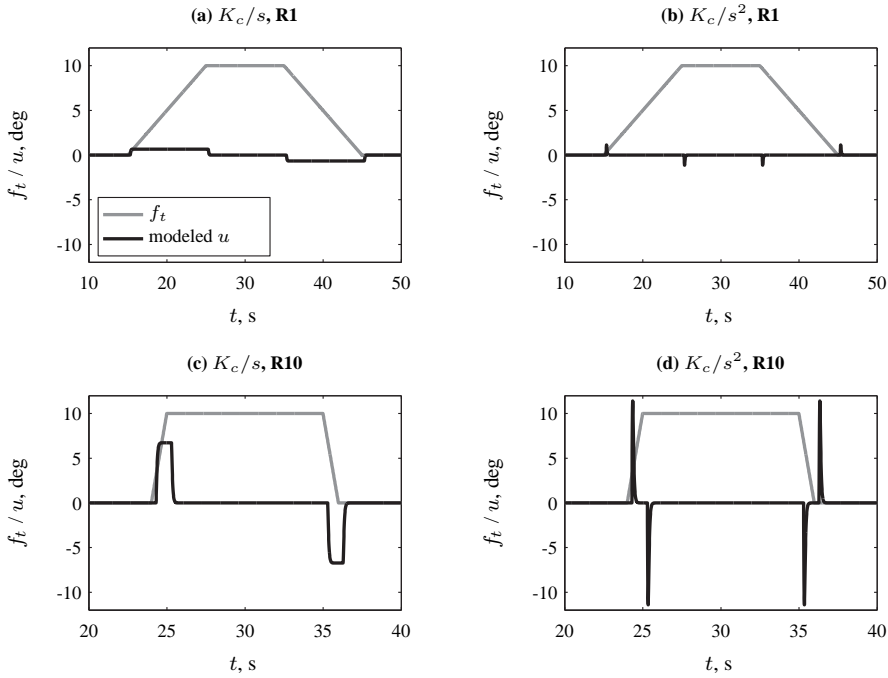 (a) K_c/s, R1
10
5
0
-5
-10
f_t / u, deg
f_t
modeled u
10 20 30 40 50
t, s
(b) K_c/s^2, R1
10
5
0
-5
-10
f_t / u, deg
10 20 30 40 50
t, s
(c) K_c/s, R10
10
5
0
-5
-10
f_t / u, deg
20 25 30 35 40
t, s
(d) K_c/s^2, R10
10
5
0
-5
-10
f_t / u, deg
20 25 30 35 40
t, s